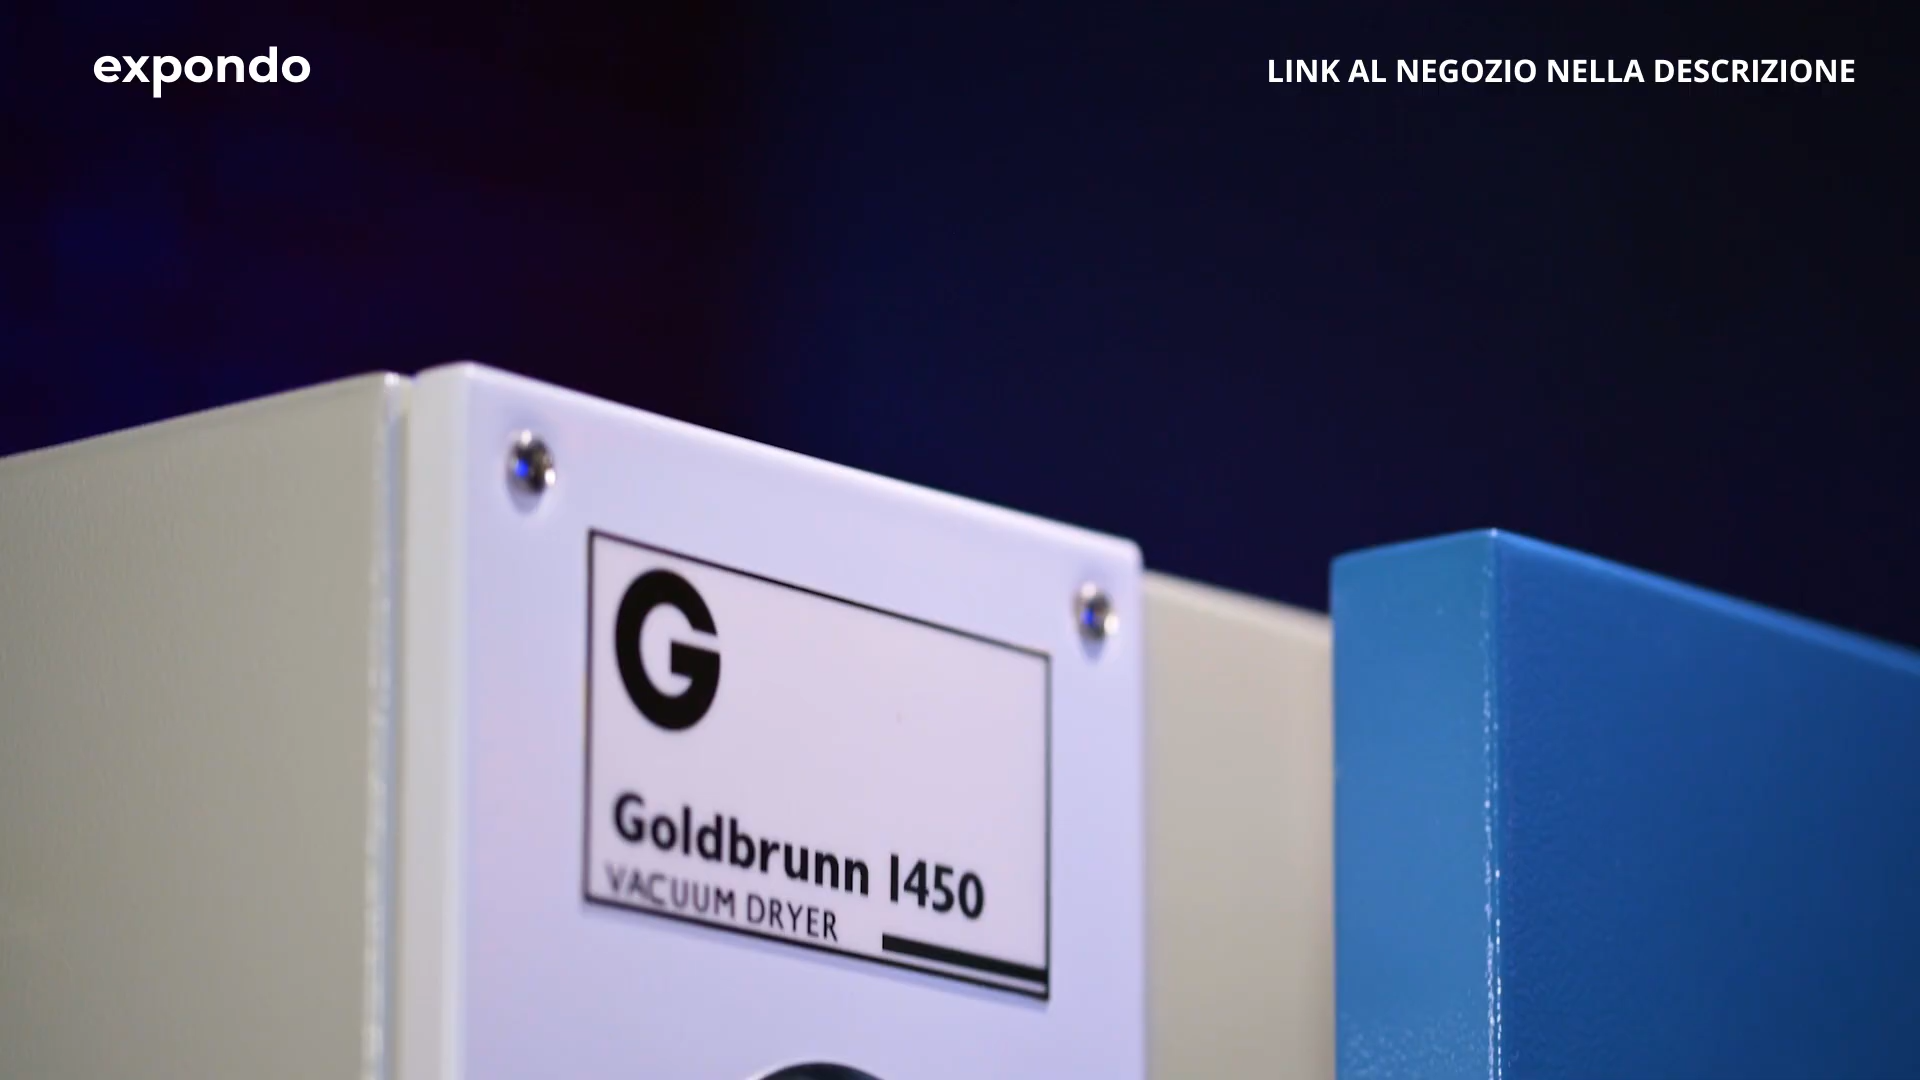 expondo
LINK AL NEGOZIO NELLA DESCRIZIONE
G
Goldbrunn 1450
VACUUM DRYER